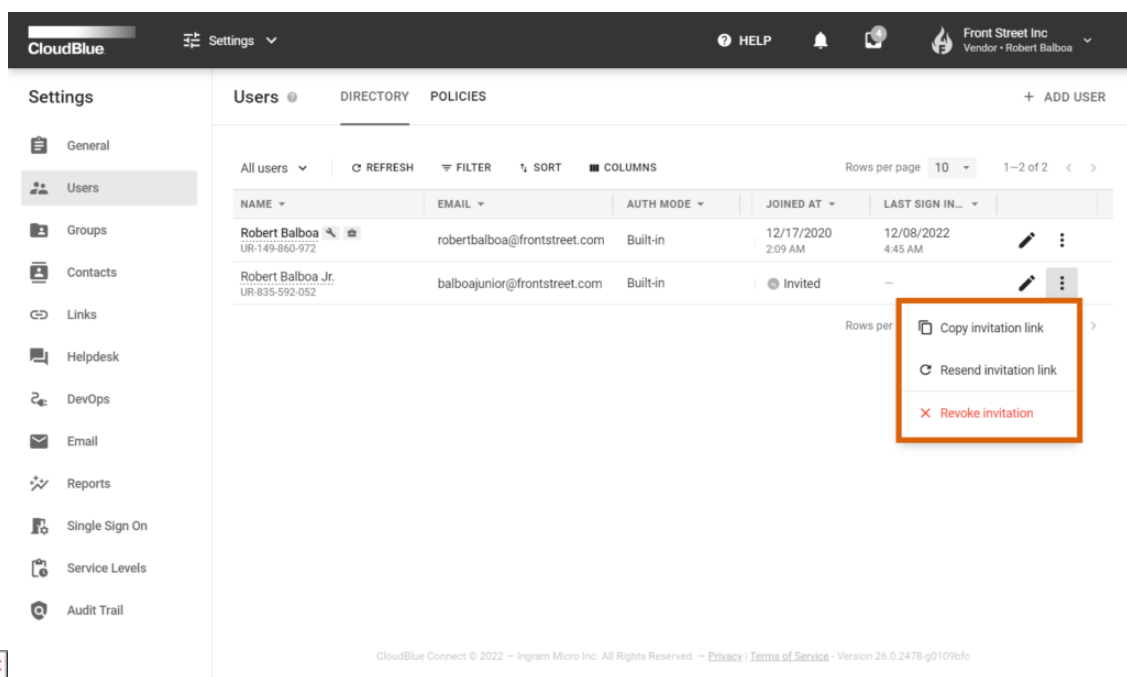 CloudBlue
Settings
HELP
4
Front Street Inc
Vendor • Robert Balboa
Settings
General
Users
Groups
Contacts
Links
Helpdesk
DevOps
Email
Reports
Single Sign On
Service Levels
Audit Trail
Users DIRECTORY POLICIES + ADD USER
All users REFRESH FILTER SORT COLUMNS Rows per page 10 1–2 of 2
NAME EMAIL AUTH MODE JOINED AT LAST SIGN IN...
Robert Balboa robertbalboa@frontstreet.com Built-in 12/17/2020 12/08/2022
UR-149-860-972 2:09 AM 4:45 AM
Robert Balboa Jr. balboajunior@frontstreet.com Built-in Invited –
UR-835-592-052
Rows per
Copy invitation link
Resend invitation link
Revoke invitation
CloudBlue Connect © 2022 — Ingram Micro Inc. All Rights Reserved. — Privacy | Terms of Service - Version 26.0.2478-g0109bfc